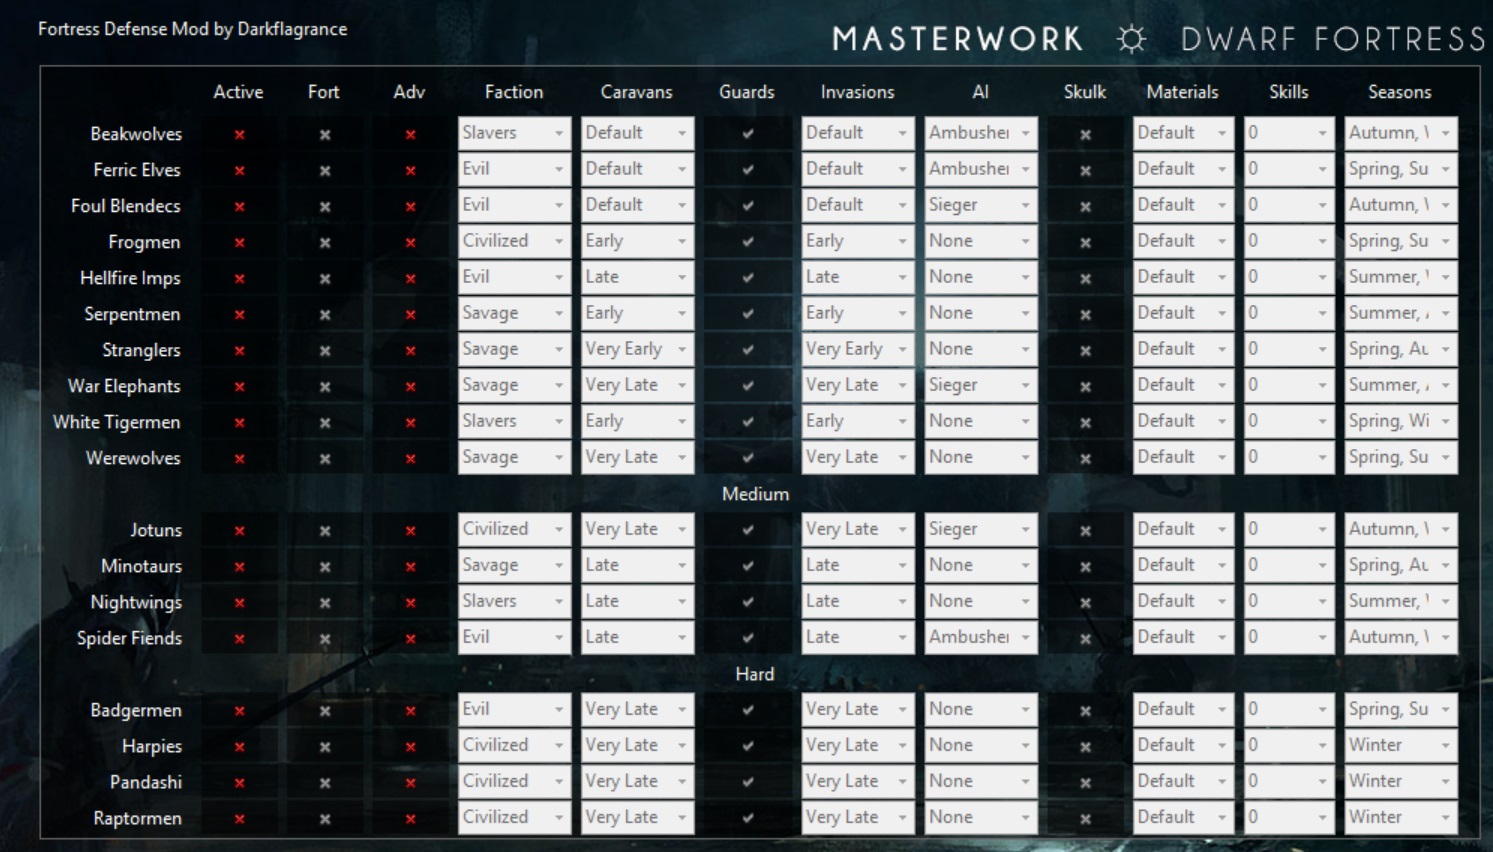 Fortress Defense Mod by Darkflagrance
MASTERWORK DWARF FORTRESS
Active Fort Adv Faction Caravans Guards Invasions AI Skulk Materials Skills Seasons
Beakwolves Slavers Default Default Ambusher Default 0 Autumn,
Ferric Elves Evil Default Default Ambusher Default 0 Spring, Su
Foul Blendecs Evil Default Default Sieger Default 0 Autumn,
Frogmen Civilized Early Early None Default 0 Spring, Su
Hellfire Imps Evil Late Late None Default 0 Summer,
Serpentmen Savage Early Early None Default 0 Summer,
Stranglers Savage Very Early Very Early None Default 0 Spring, Au
War Elephants Savage Very Late Very Late Sieger Default 0 Summer,
White Tigermen Slavers Early Early None Default 0 Spring, Wi
Werewolves Savage Very Late Very Late None Default 0 Spring, Su
Medium
Jotuns Civilized Very Late Very Late Sieger Default 0 Autumn,
Minotaurs Savage Late Late None Default 0 Spring, Au
Nightwings Slavers Late Late None Default 0 Summer,
Spider Fiends Evil Late Late Ambusher Default 0 Autumn,
Hard
Badgermen Evil Very Late Very Late None Default 0 Spring, Su
Harpies Civilized Very Late Very Late None Default 0 Winter
Pandashi Civilized Very Late Very Late None Default 0 Winter
Raptormen Civilized Very Late Very Late None Default 0 Winter